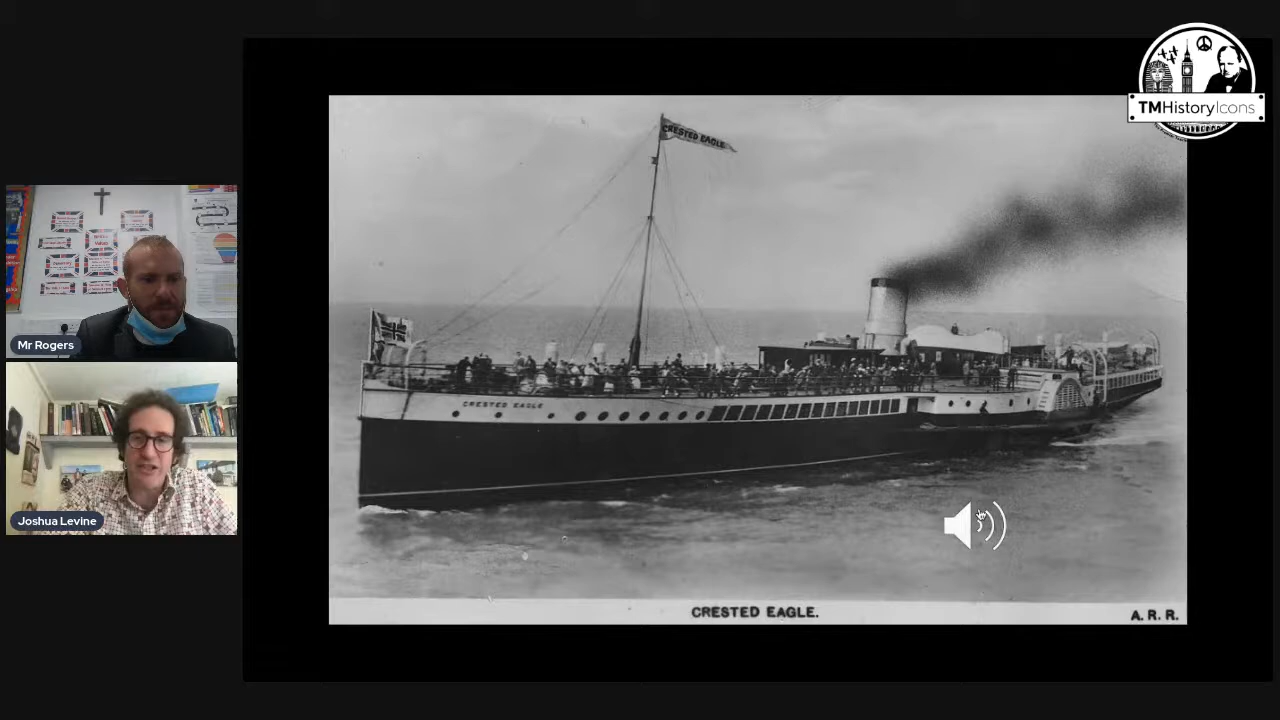 TMHistoryIcons
CRESTED EAGLE
CRESTED EAGLE
Mr Rogers
Joshua Levine
CRESTED EAGLE.
A. R. R.